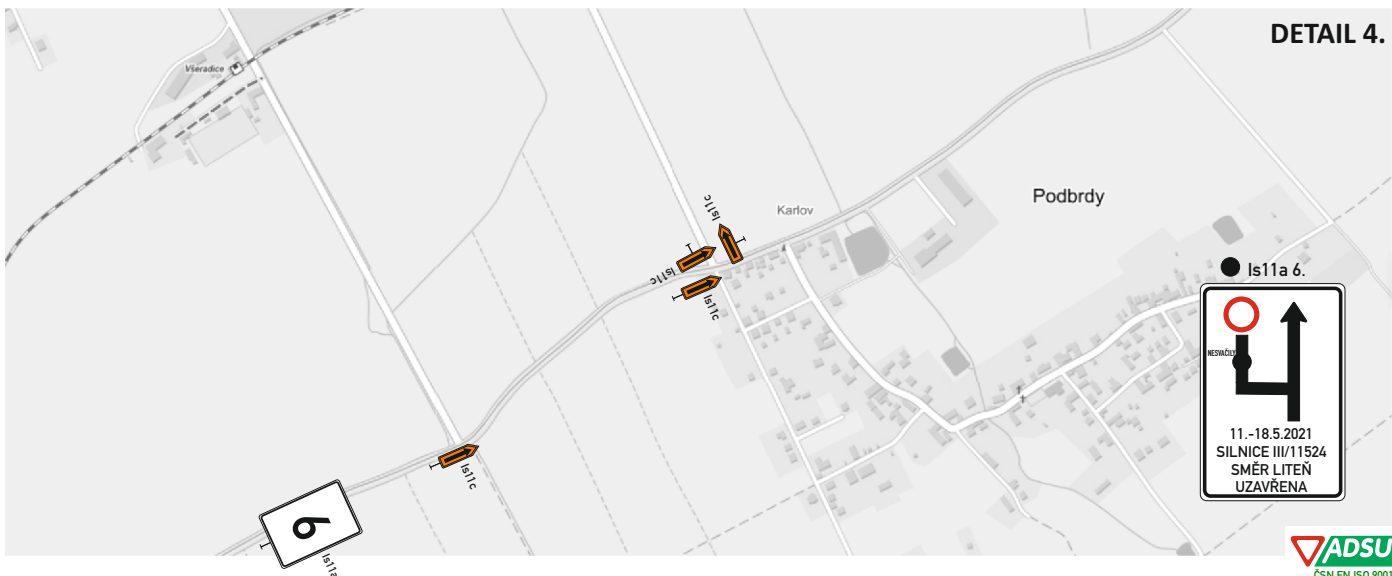 DETAIL 4.
Všeradice
Karlov
Podbrdy
Is11c
Is11c
Is11c
Is11c
6
Is11a
Is11a 6.
NESVAČILY
11.-18.5.2021
SILNICE III/11524
SMĚR LITEŇ
UZAVŘENA
ADSU
ČSN EN ISO 9001